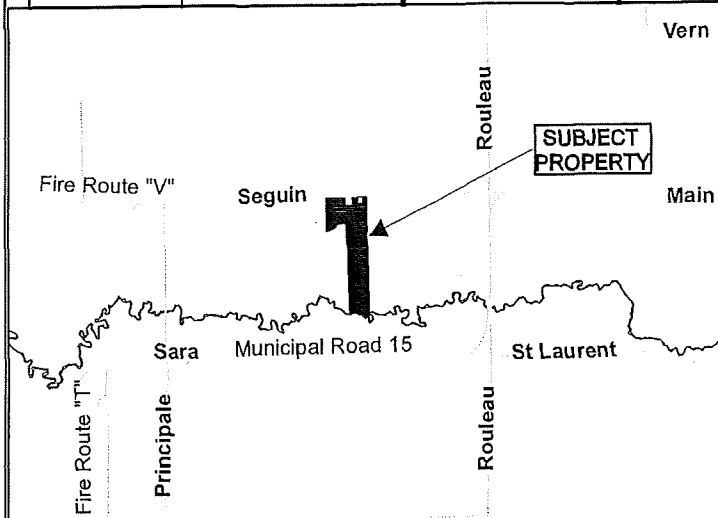 Vern
Rouleau
SUBJECT
PROPERTY
Fire Route "V"
Seguin
Main
Sara
Municipal Road 15
St Laurent
Fire Route "T"
Principale
Rouleau